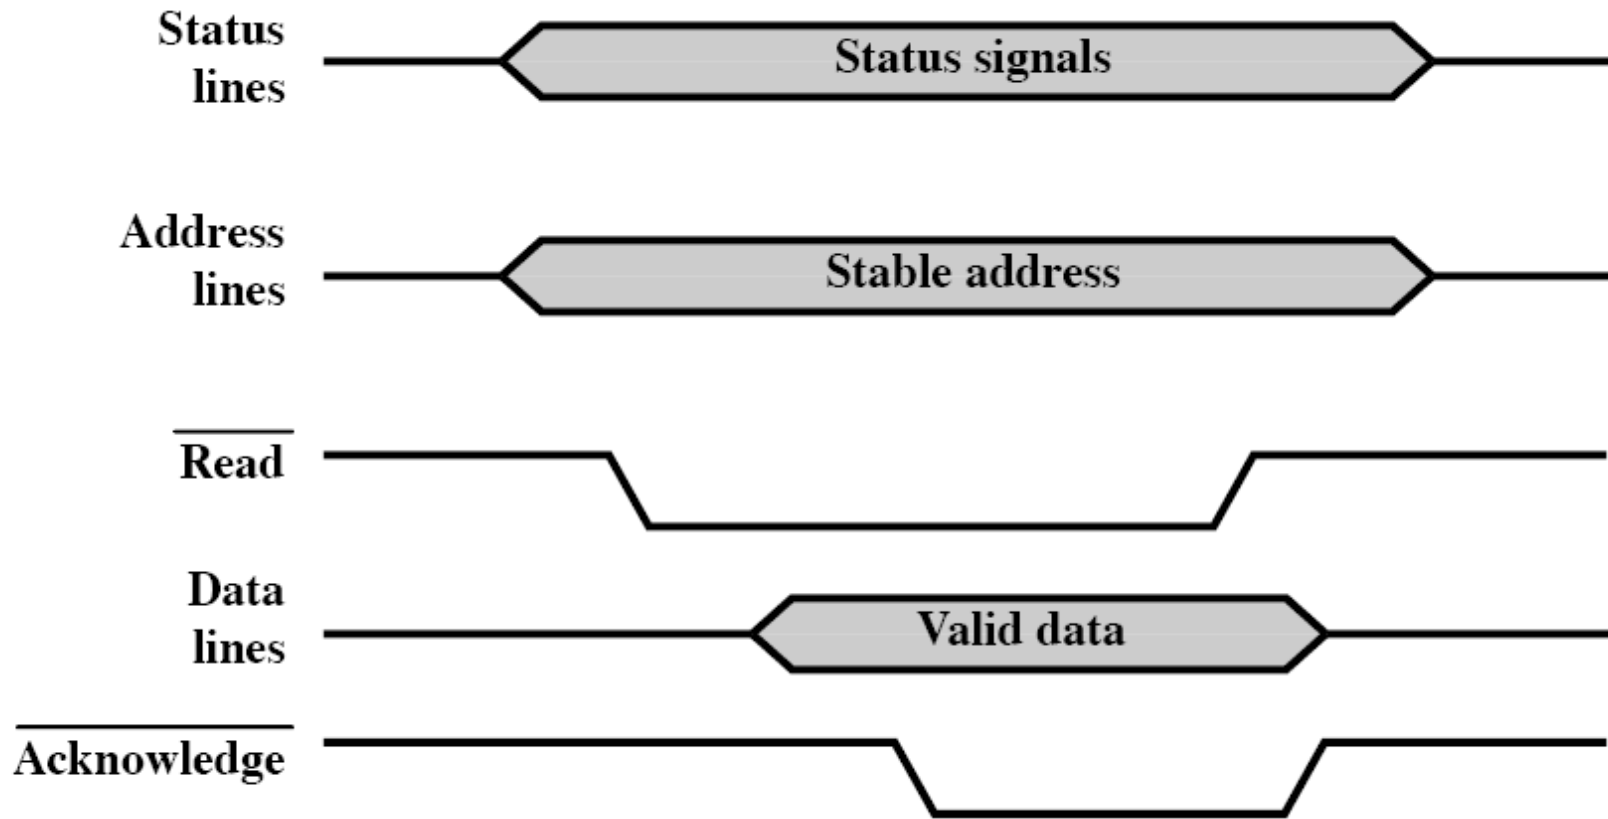 Status
lines
Status signals
Address
lines
Stable address
Read
Data
lines
Valid data
Acknowledge